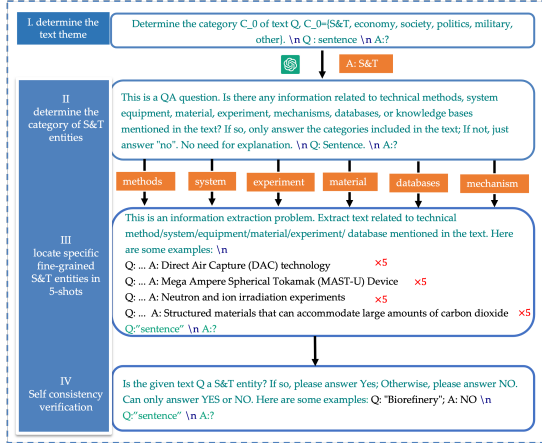 I. determine the
text theme
Determine the category C_0 of text Q, C_0={S&T, economy, society, politics, military,
other}. \n Q : sentence \n A:?
A: S&T
II
determine the
category of S&T
entities
This is a QA question. Is there any information related to technical methods, system
equipment, material, experiment, mechanisms, databases, or knowledge bases
mentioned in the text? If so, only answer the categories included in the text; If not, just
answer "no". No need for explanation. \n Q: Sentence. \n A:?
methods
system
experiment
material
databases
mechanism
III
locate specific
fine-grained
S&T entities in
5-shots
This is an information extraction problem. Extract text related to technical
method/system/equipment/material/experiment/ database mentioned in the text. Here
are some examples: \n
Q: ... A: Direct Air Capture (DAC) technology ×5
Q: ... A: Mega Ampere Spherical Tokamak (MAST-U) Device ×5
Q: ... A: Neutron and ion irradiation experiments ×5
Q: ... A: Structured materials that can accommodate large amounts of carbon dioxide ×5
Q:"sentence" \n A:?
IV
Self consistency
verification
Is the given text Q a S&T entity? If so, please answer Yes; Otherwise, please answer NO.
Can only answer YES or NO. Here are some examples: Q: "Biorefinery"; A: NO \n
Q:"sentence" \n A:?